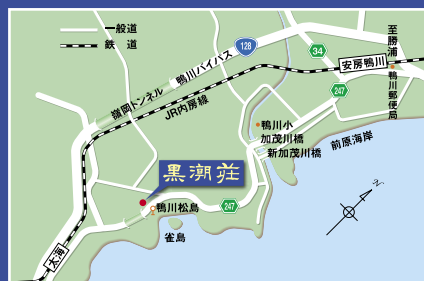 一般道
鉄 道
至勝浦
128
34
安房鴨川
鴨川バイパス
嶺岡トンネル
JR内房線
247
鴨川郵便局
鴨川小
加茂川橋
新加茂川橋
前原海岸
黒潮荘
鴨川松島
247
雀島
太海
N